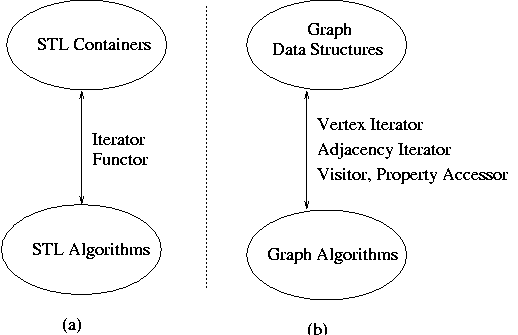 STL Containers
Iterator
Functor
STL Algorithms
(a)
Graph
Data Structures
Vertex Iterator
Adjacency Iterator
Visitor, Property Accessor
Graph Algorithms
(b)